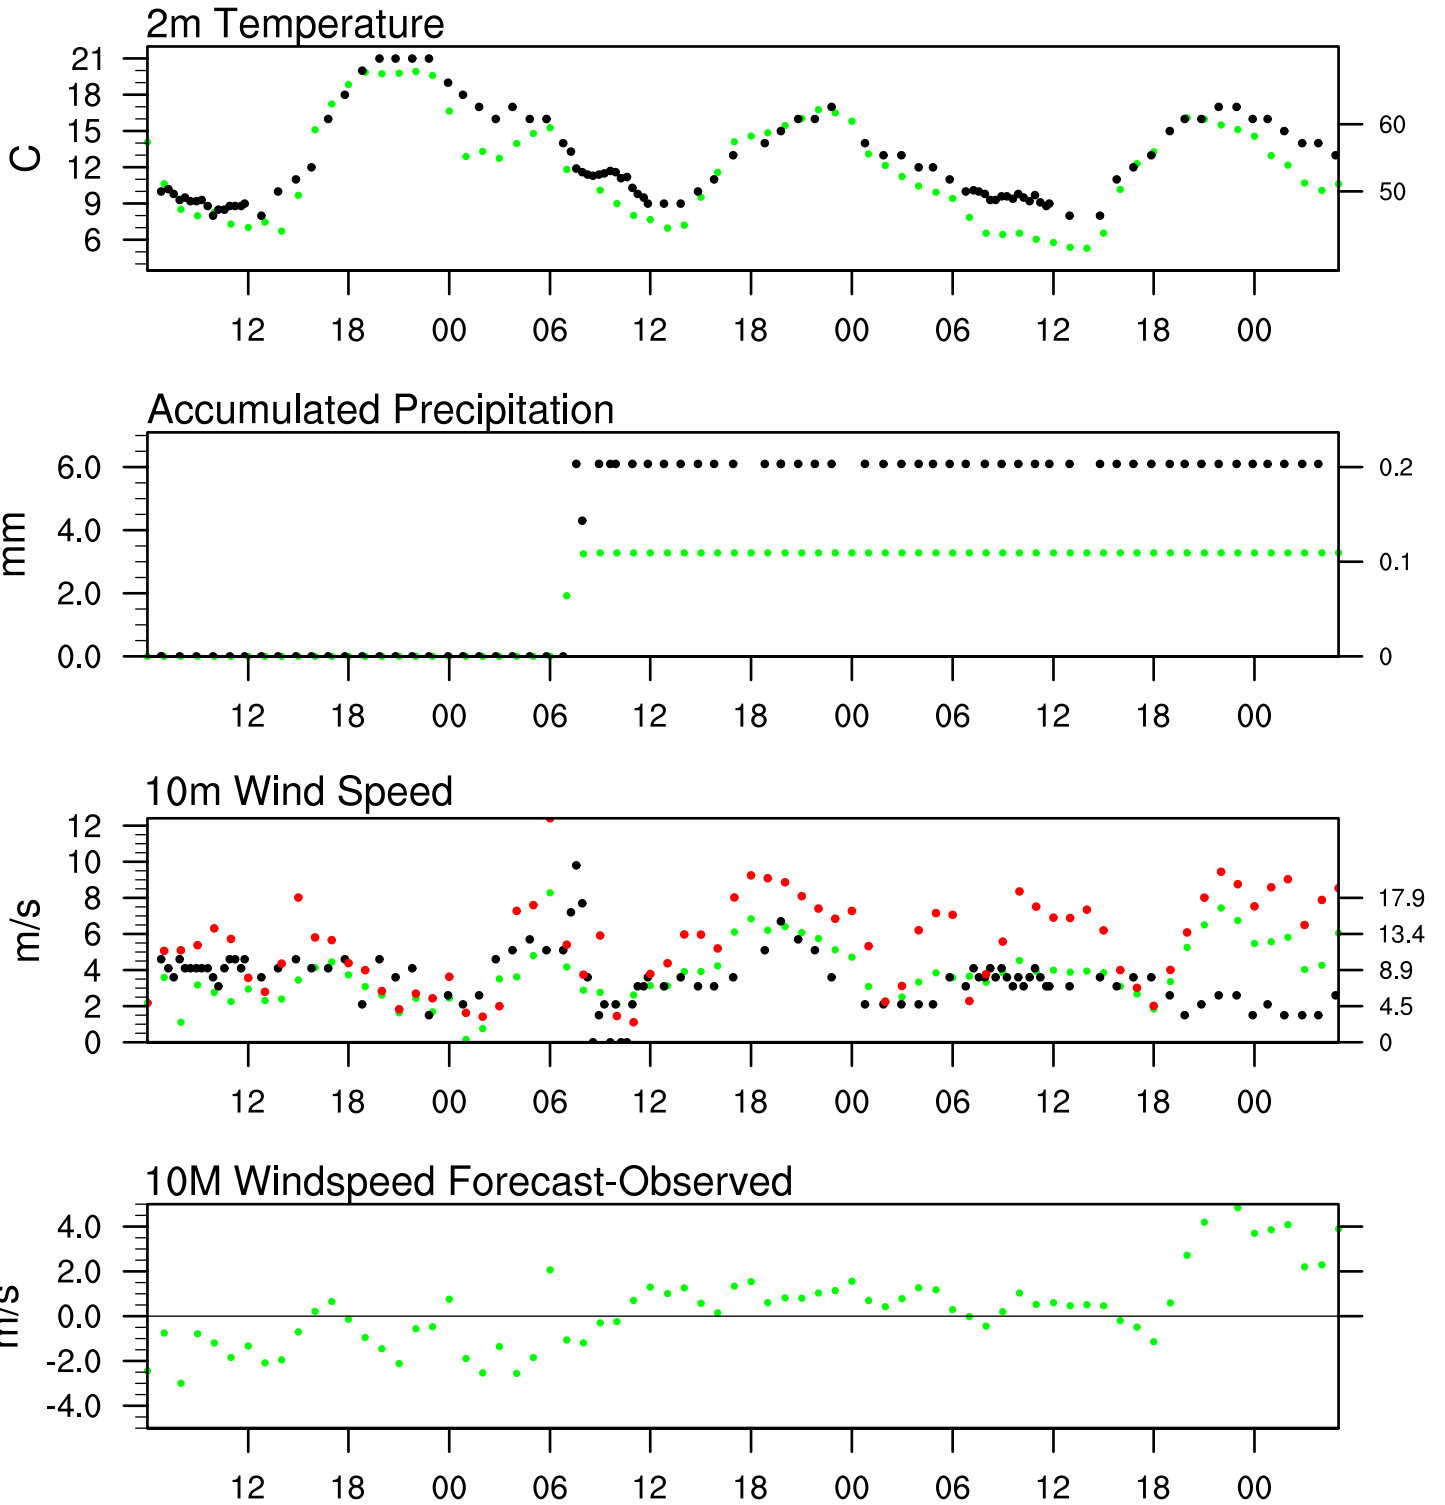 2m Temperature
21
18
15
12
9
6
C
60
50
12 18 00 06 12 18 00 06 12 18 00
Accumulated Precipitation
6.0
4.0
2.0
0.0
mm
0.2
0.1
0
12 18 00 06 12 18 00 06 12 18 00
10m Wind Speed
12
10
8
6
4
2
0
m/s
17.9
13.4
8.9
4.5
0
12 18 00 06 12 18 00 06 12 18 00
10M Windspeed Forecast-Observed
4.0
2.0
0.0
-2.0
-4.0
m/s
12 18 00 06 12 18 00 06 12 18 00